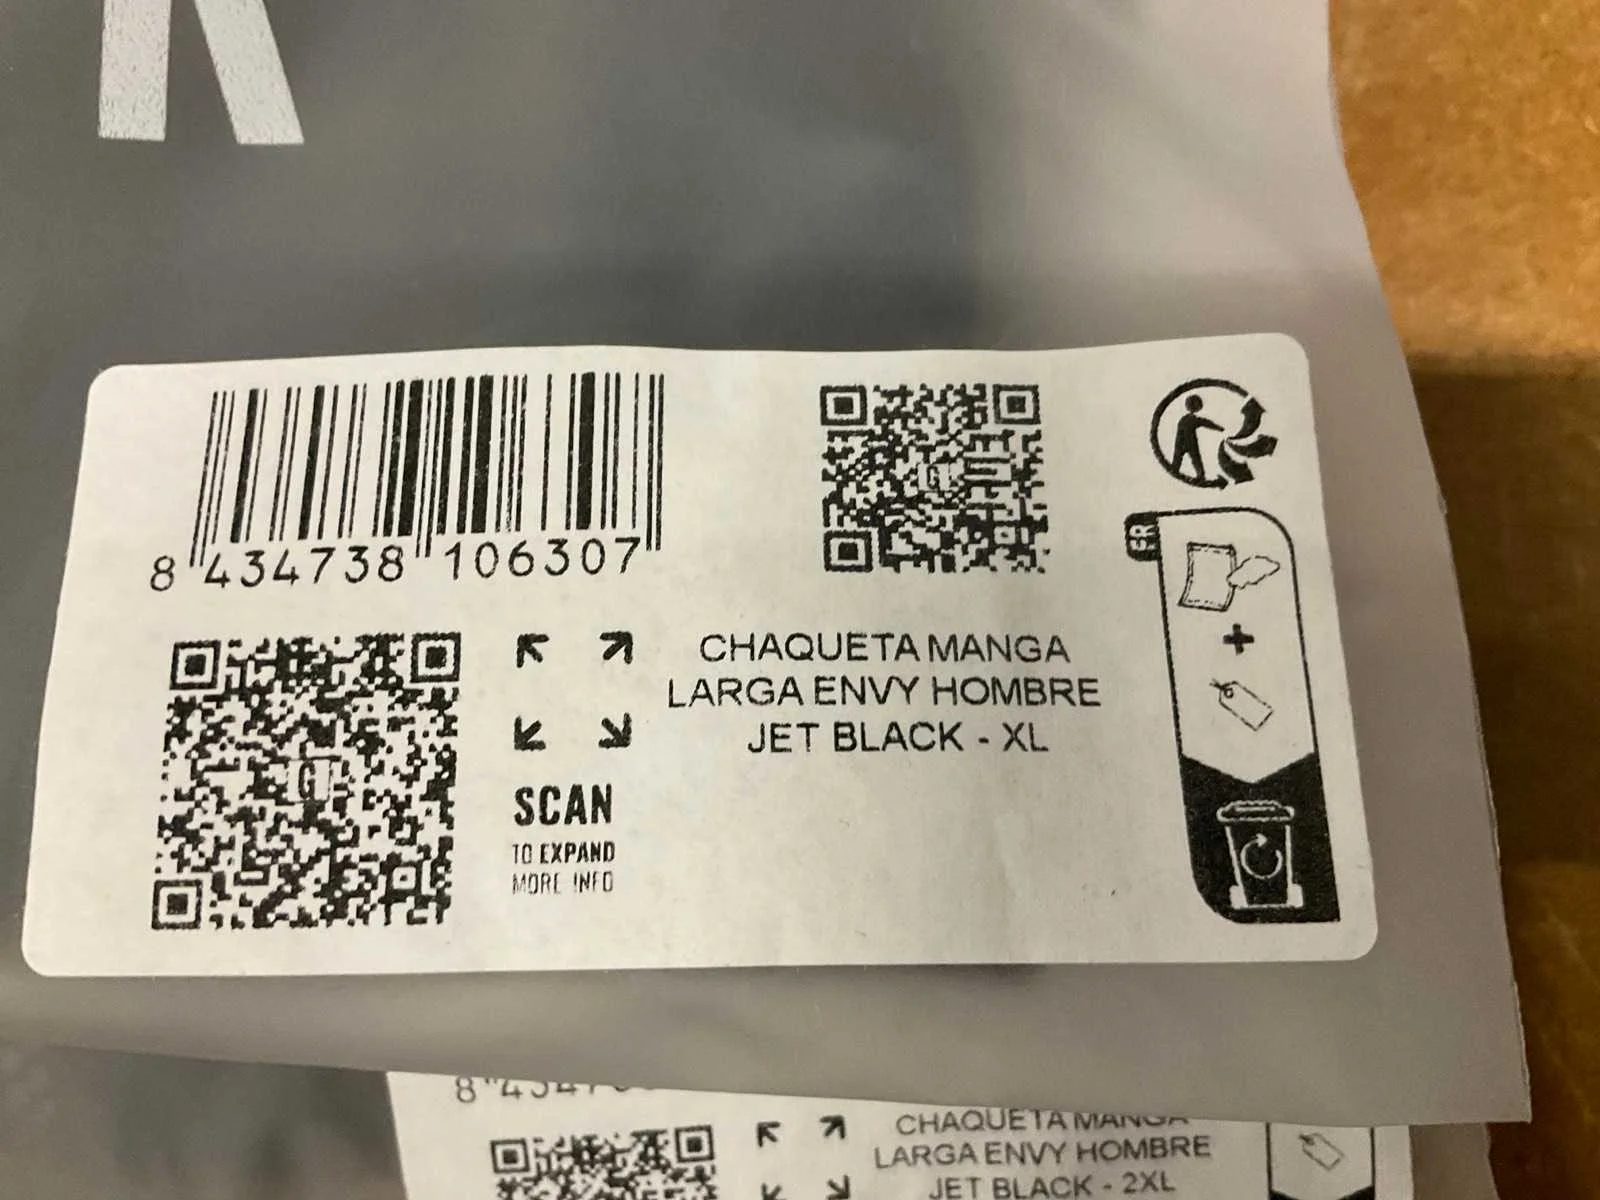 8 434738 106307
CHAQUETA MANGA
LARGA ENVY HOMBRE
JET BLACK - XL
SCAN
TO EXPAND
MORE INFO
FR
CHAQUETA MANGA
LARGA ENVY HOMBRE
JET BLACK - 2XL